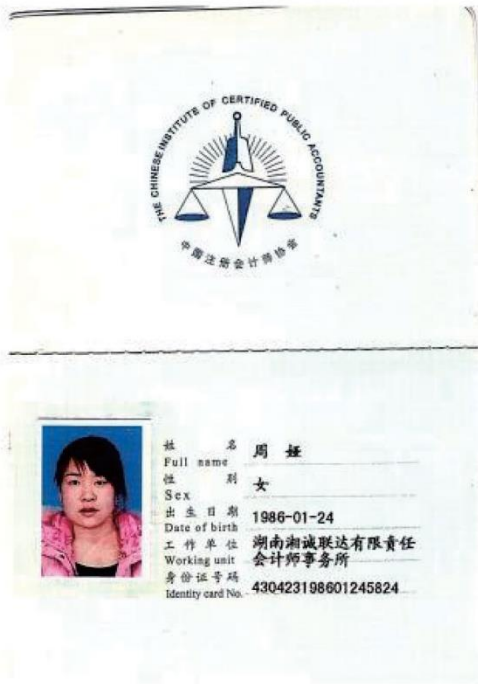 THE CHINESE INSTITUTE OF CERTIFIED PUBLIC ACCOUNTANTS
中国注册会计师协会
姓 名 周 娅
Full name
性 别 女
Sex
出生日期 1986-01-24
Date of birth
工作单位 湖南湘诚联达有限责任
Working unit 会计师事务所
身份证号码 430423198601245824
Identity card No.